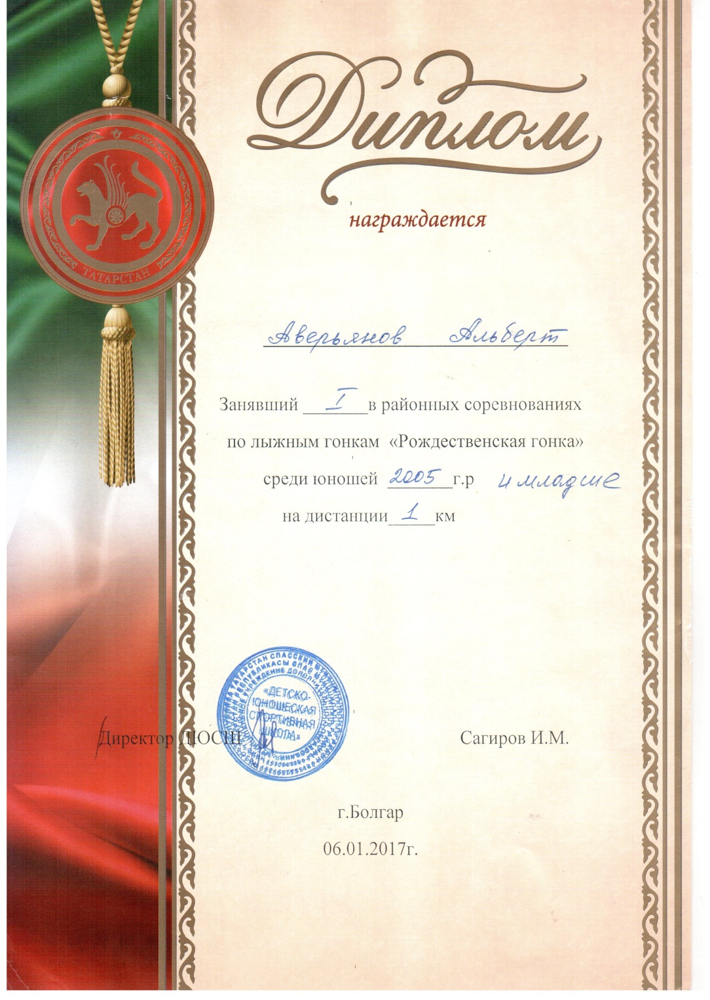 Диплом
награждается
ТАТАРСТАН
Аверьянов Альберт
Занявший I в районных соревнованиях
по лыжным гонкам «Рождественская гонка»
среди юношей 2005 г.р и младше
на дистанции 1 км
«ДЕТСКО-
ЮНОШЕСКАЯ
СПОРТИВНАЯ
ШКОЛА»
Директор ДЮСШ Сагиров И.М.
г.Болгар
06.01.2017г.